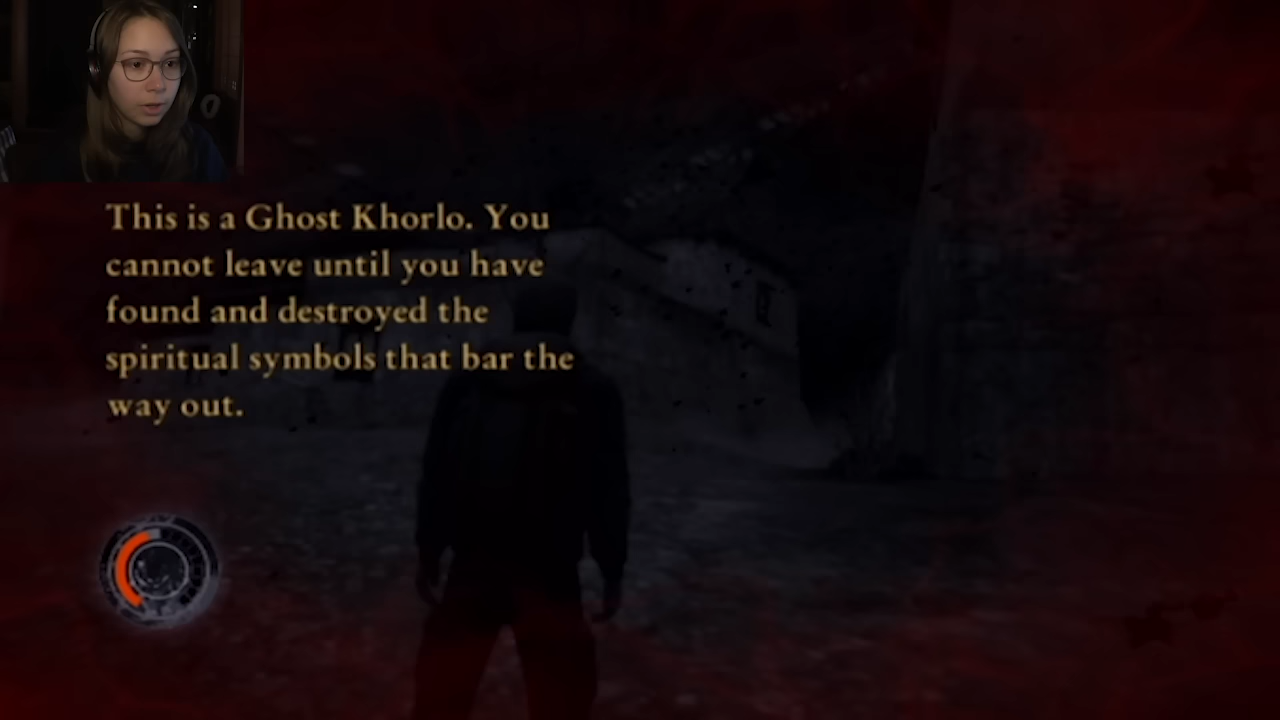 This is a Ghost Khorlo. You
cannot leave until you have
found and destroyed the
spiritual symbols that bar the
way out.